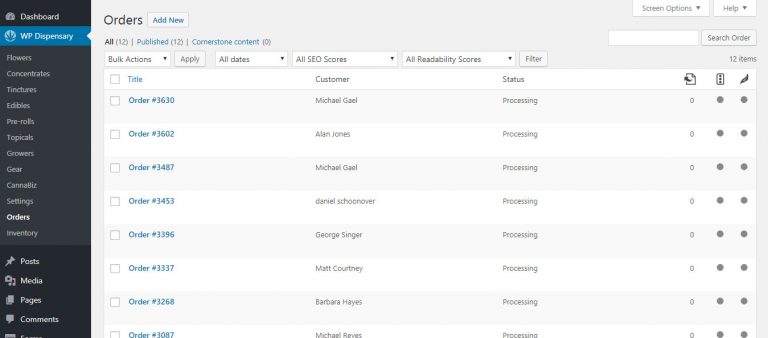 Dashboard
WP Dispensary
Flowers
Concentrates
Tinctures
Edibles
Pre-rolls
Topicals
Growers
Gear
CannaBiz
Settings
Orders
Inventory
Posts
Media
Pages
Comments
Screen Options Help
Orders Add New
All (12) | Published (12) | Cornerstone content (0)
Search Order
Bulk Actions Apply All dates All SEO Scores All Readability Scores Filter 12 items
Title Customer Status
Order #3630 Michael Gael Processing 0
Order #3602 Alan Jones Processing 0
Order #3487 Michael Gael Processing 0
Order #3453 daniel schoonover Processing 0
Order #3396 George Singer Processing 0
Order #3337 Matt Courtney Processing 0
Order #3268 Barbara Hayes Processing 0
Order #3087 Michael Reyes Processing 0